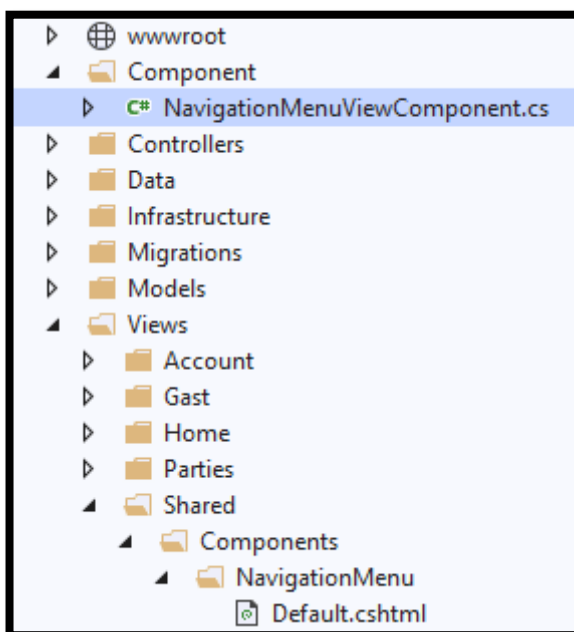 wwwroot
Component
C# NavigationMenuViewComponent.cs
Controllers
Data
Infrastructure
Migrations
Models
Views
Account
Gast
Home
Parties
Shared
Components
NavigationMenu
Default.cshtml